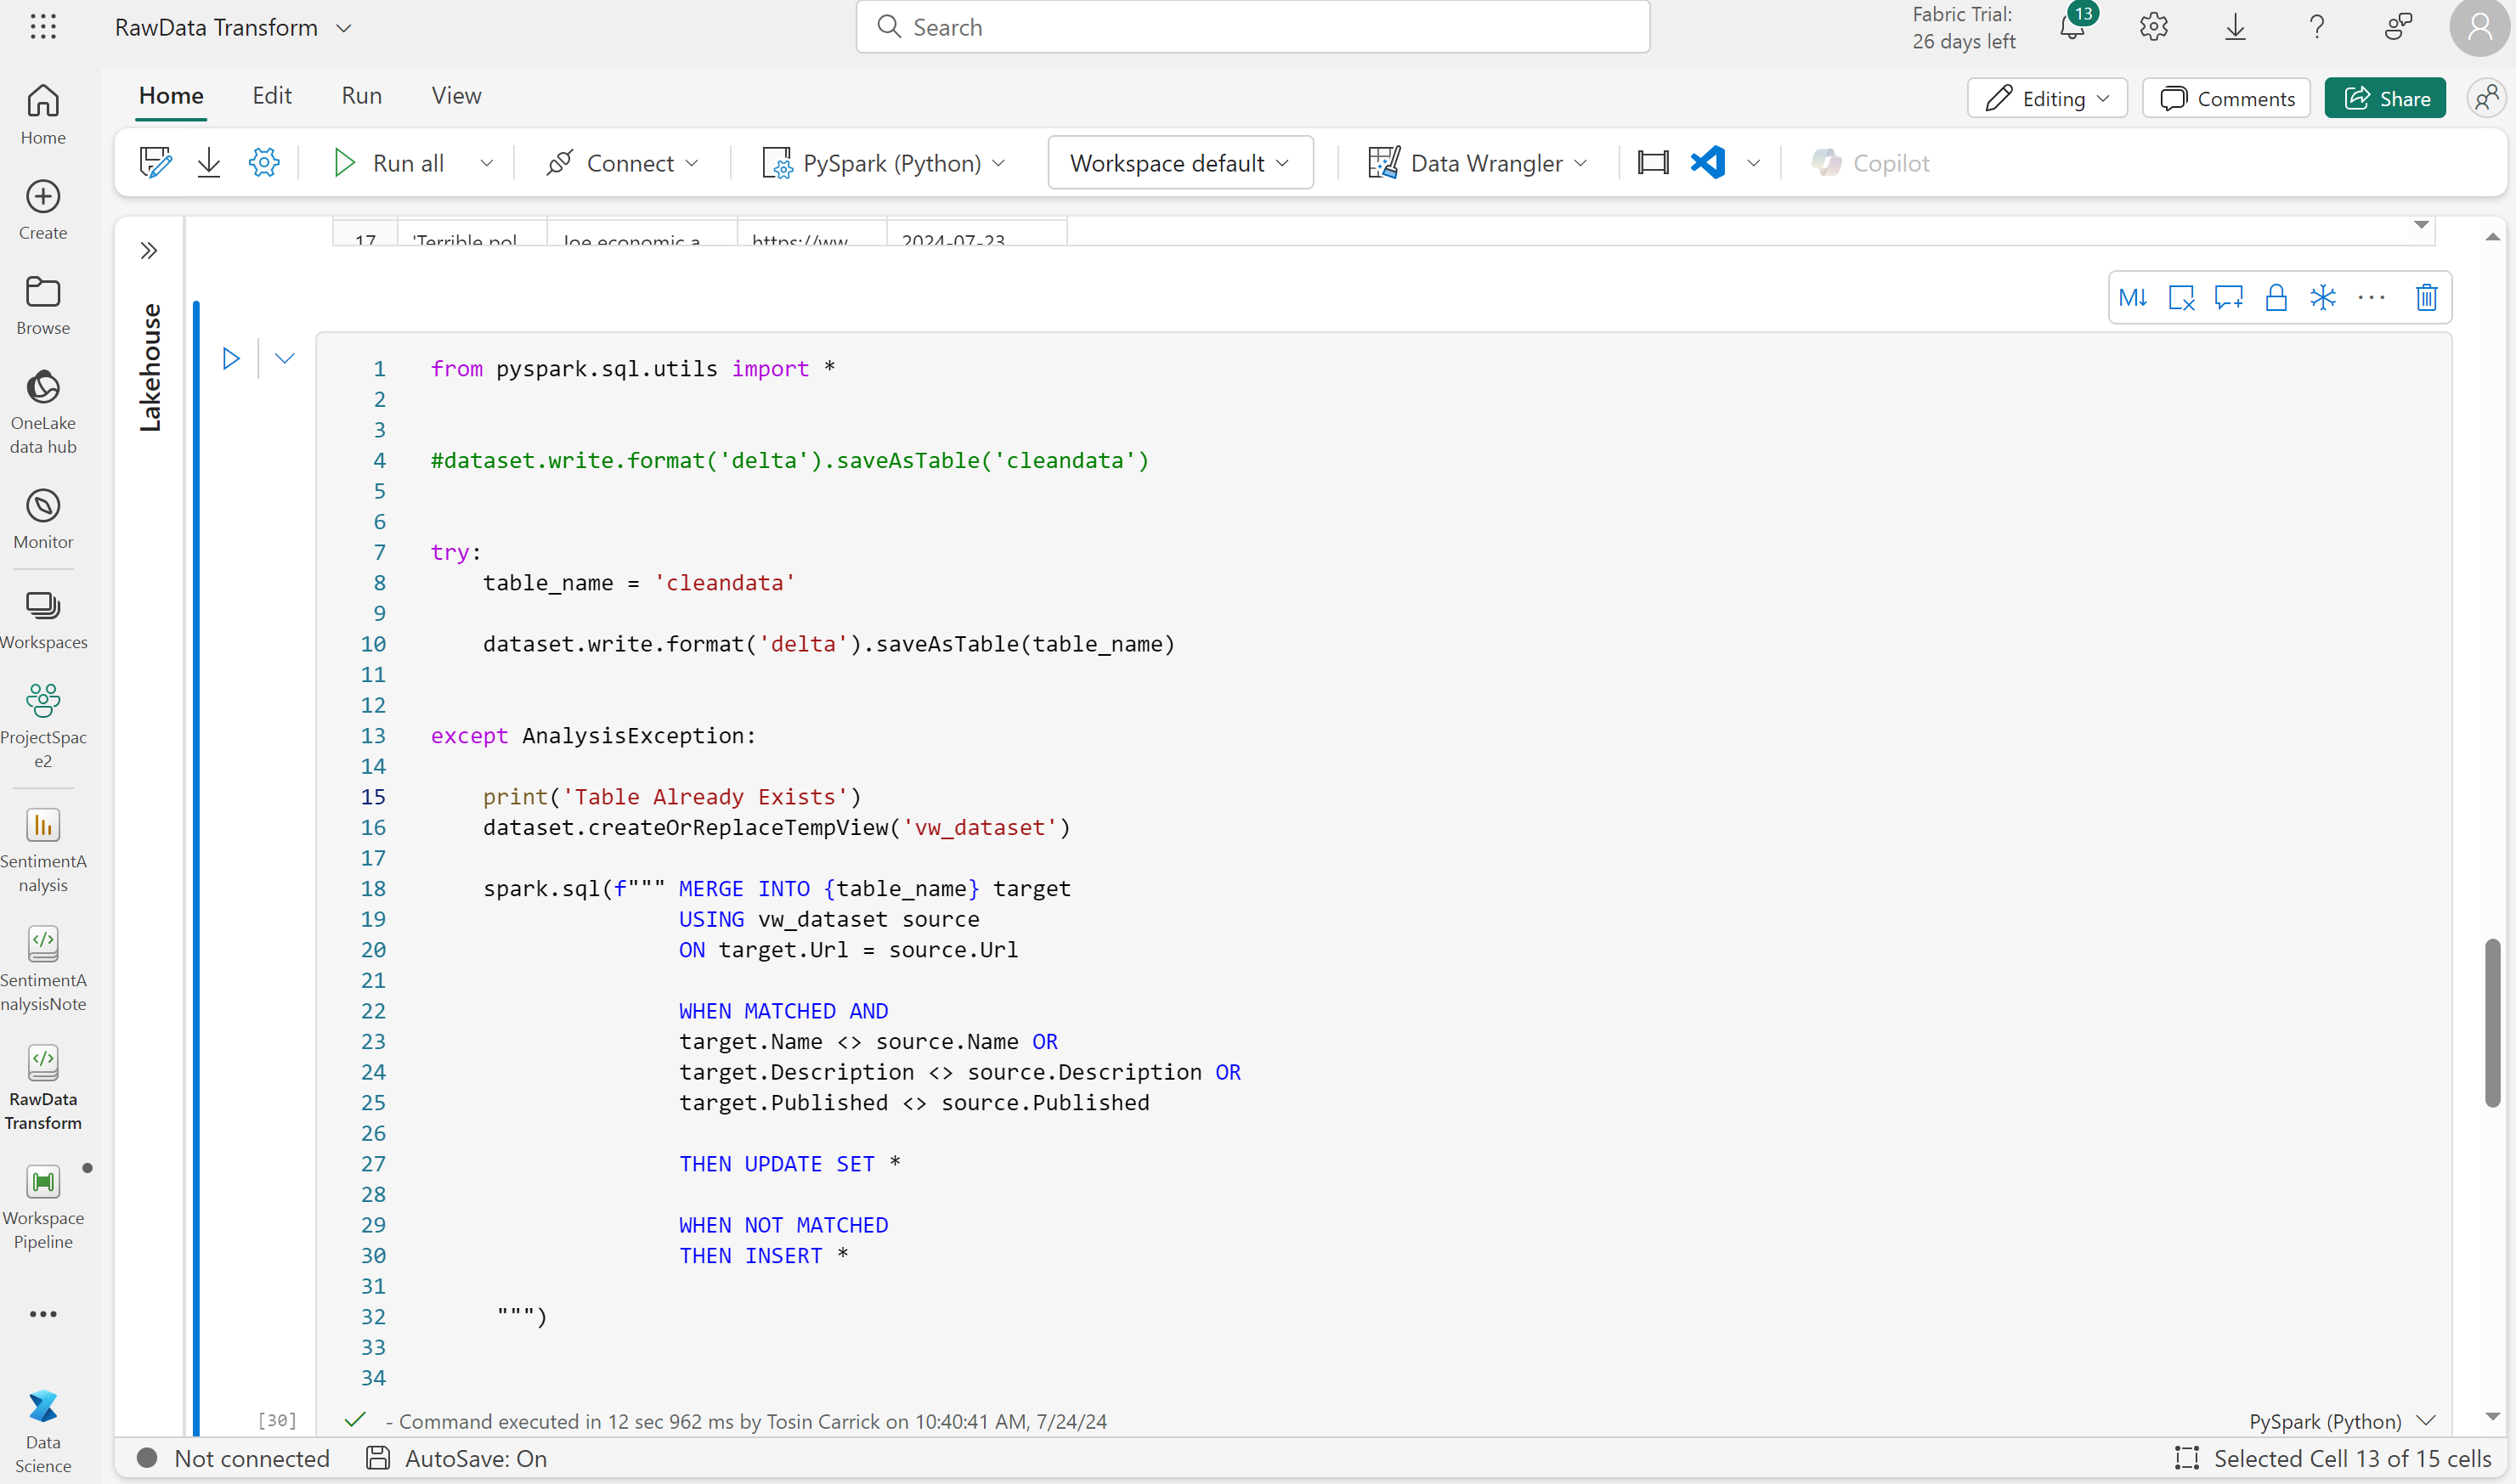 RawData Transform
Search
Fabric Trial:
26 days left
13
Home
Edit
Run
View
Editing
Comments
Share
Run all
Connect
PySpark (Python)
Workspace default
Data Wrangler
Copilot
Home
Create
Browse
OneLake
data hub
Monitor
Workspaces
ProjectSpac
e2
SentimentA
nalysis
SentimentA
nalysisNote
RawData
Transform
Workspace
Pipeline
Data
Science
Lakehouse
17 'Terrible pol Joe economic a https://ww 2024-07-23
M↓
1 from pyspark.sql.utils import *
2
3
4 #dataset.write.format('delta').saveAsTable('cleandata')
5
6
7 try:
8 table_name = 'cleandata'
9
10 dataset.write.format('delta').saveAsTable(table_name)
11
12
13 except AnalysisException:
14
15 print('Table Already Exists')
16 dataset.createOrReplaceTempView('vw_dataset')
17
18 spark.sql(f""" MERGE INTO {table_name} target
19 USING vw_dataset source
20 ON target.Url = source.Url
21
22 WHEN MATCHED AND
23 target.Name <> source.Name OR
24 target.Description <> source.Description OR
25 target.Published <> source.Published
26
27 THEN UPDATE SET *
28
29 WHEN NOT MATCHED
30 THEN INSERT *
31
32 """)
33
34
[30] - Command executed in 12 sec 962 ms by Tosin Carrick on 10:40:41 AM, 7/24/24
PySpark (Python)
Not connected
AutoSave: On
Selected Cell 13 of 15 cells